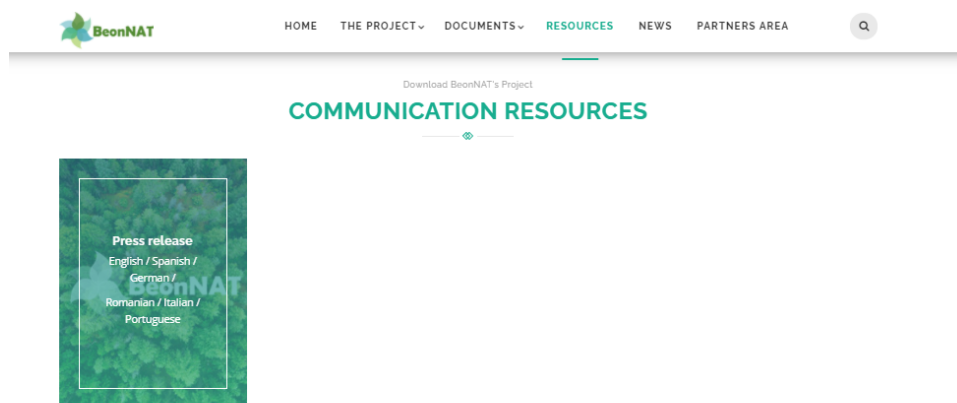 BeonNAT
HOME THE PROJECT DOCUMENTS RESOURCES NEWS PARTNERS AREA
Download BeonNAT's Project
COMMUNICATION RESOURCES
Press release
English / Spanish /
German /
BeonNAT
Romanian / Italian /
Portuguese